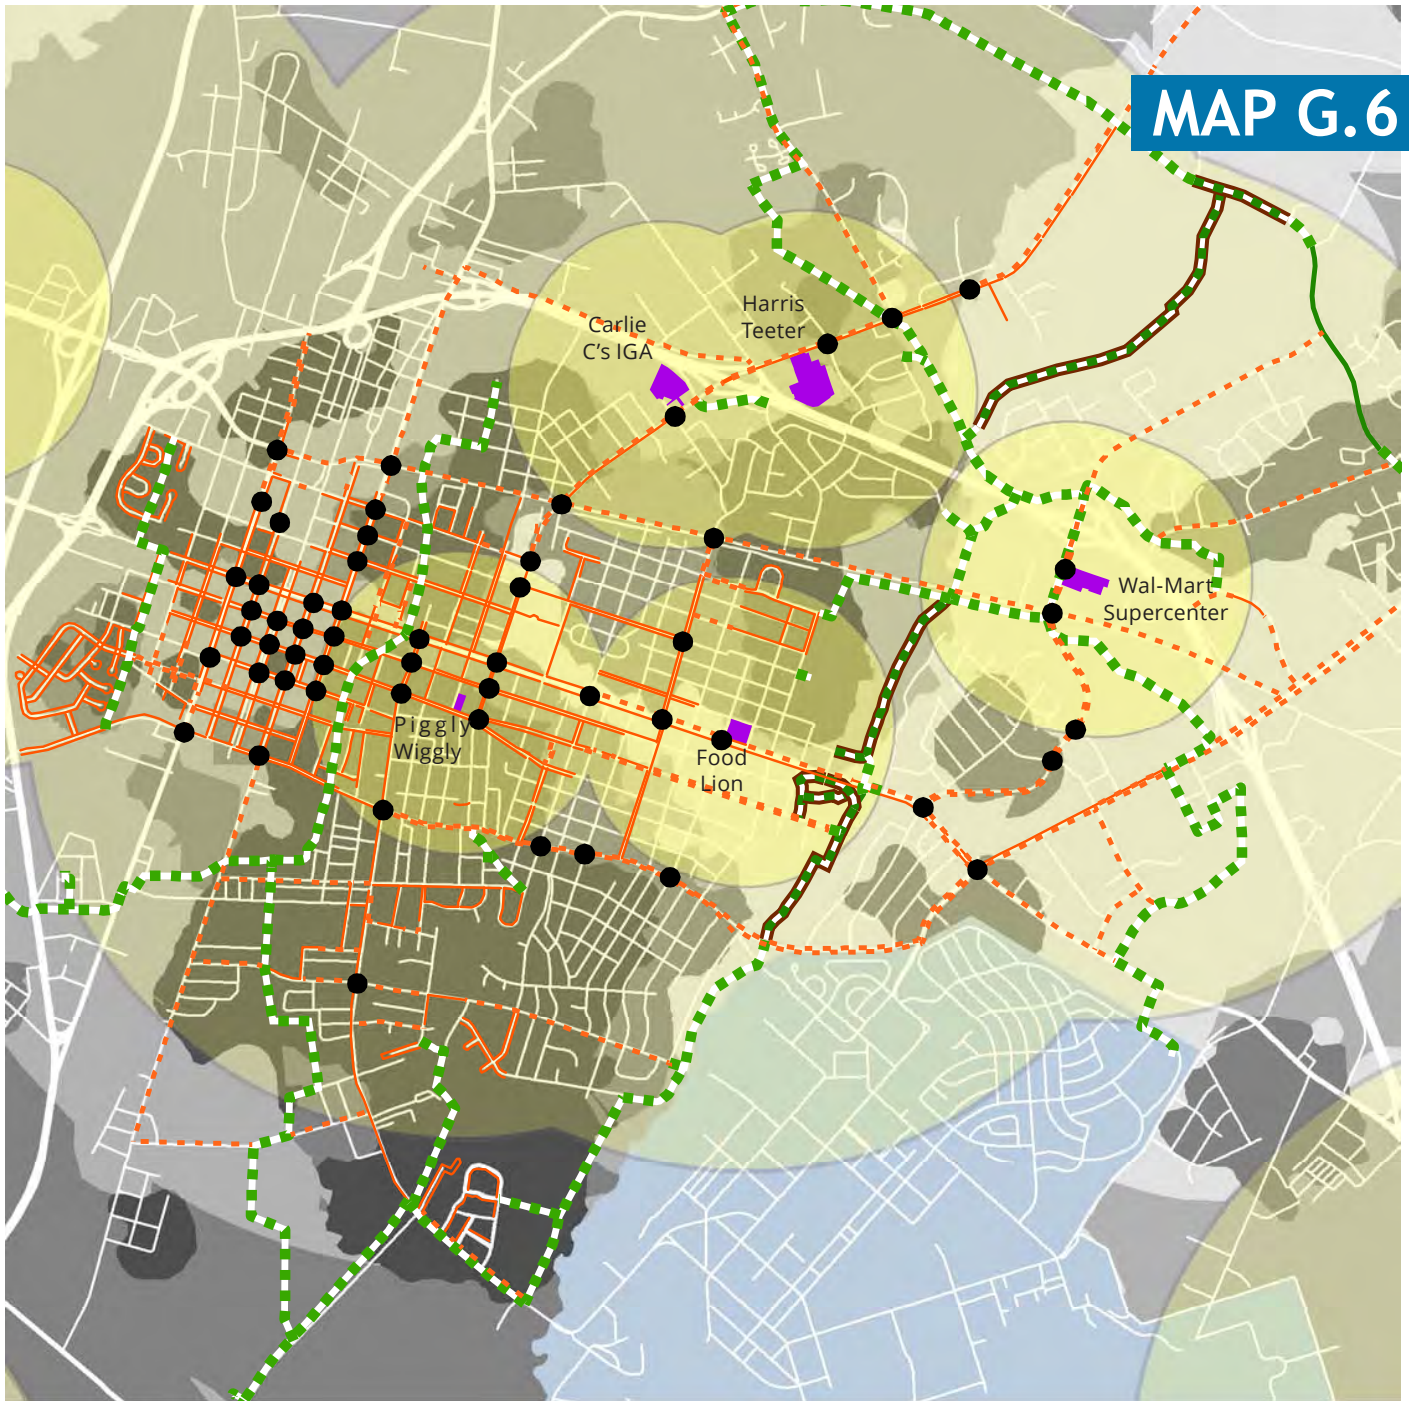 MAP G.6
Harris
Teeter
Carlie
C's IGA
Wal-Mart
Supercenter
Piggly
Wiggly
Food
Lion